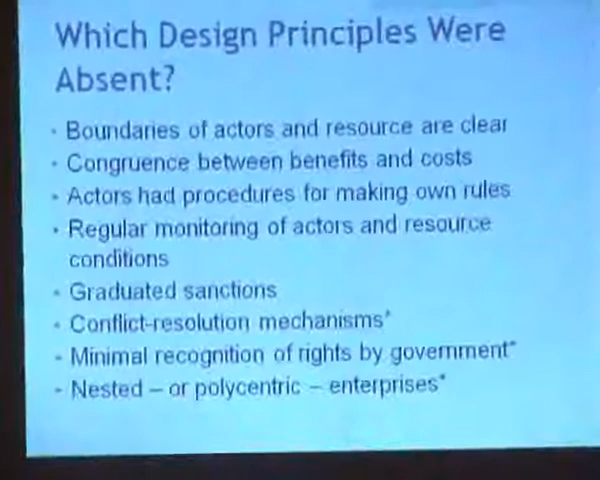 Which Design Principles Were
Absent?
• Boundaries of actors and resource are clear
• Congruence between benefits and costs
• Actors had procedures for making own rules
• Regular monitoring of actors and resource
conditions
• Graduated sanctions
• Conflict-resolution mechanisms*
• Minimal recognition of rights by government*
• Nested – or polycentric – enterprises*